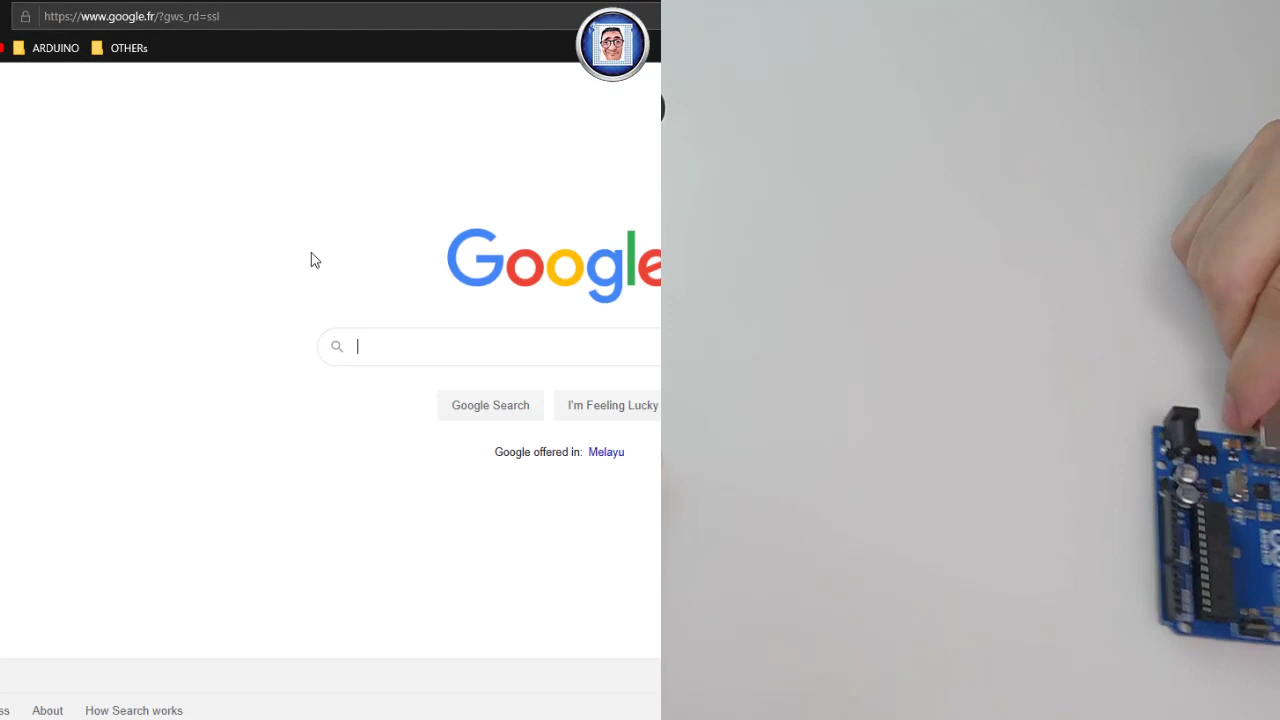 https://www.google.fr/?gws_rd=ssl
ARDUINO
OTHERs
Google
Google Search
I'm Feeling Lucky
Google offered in: Melayu
About
How Search works